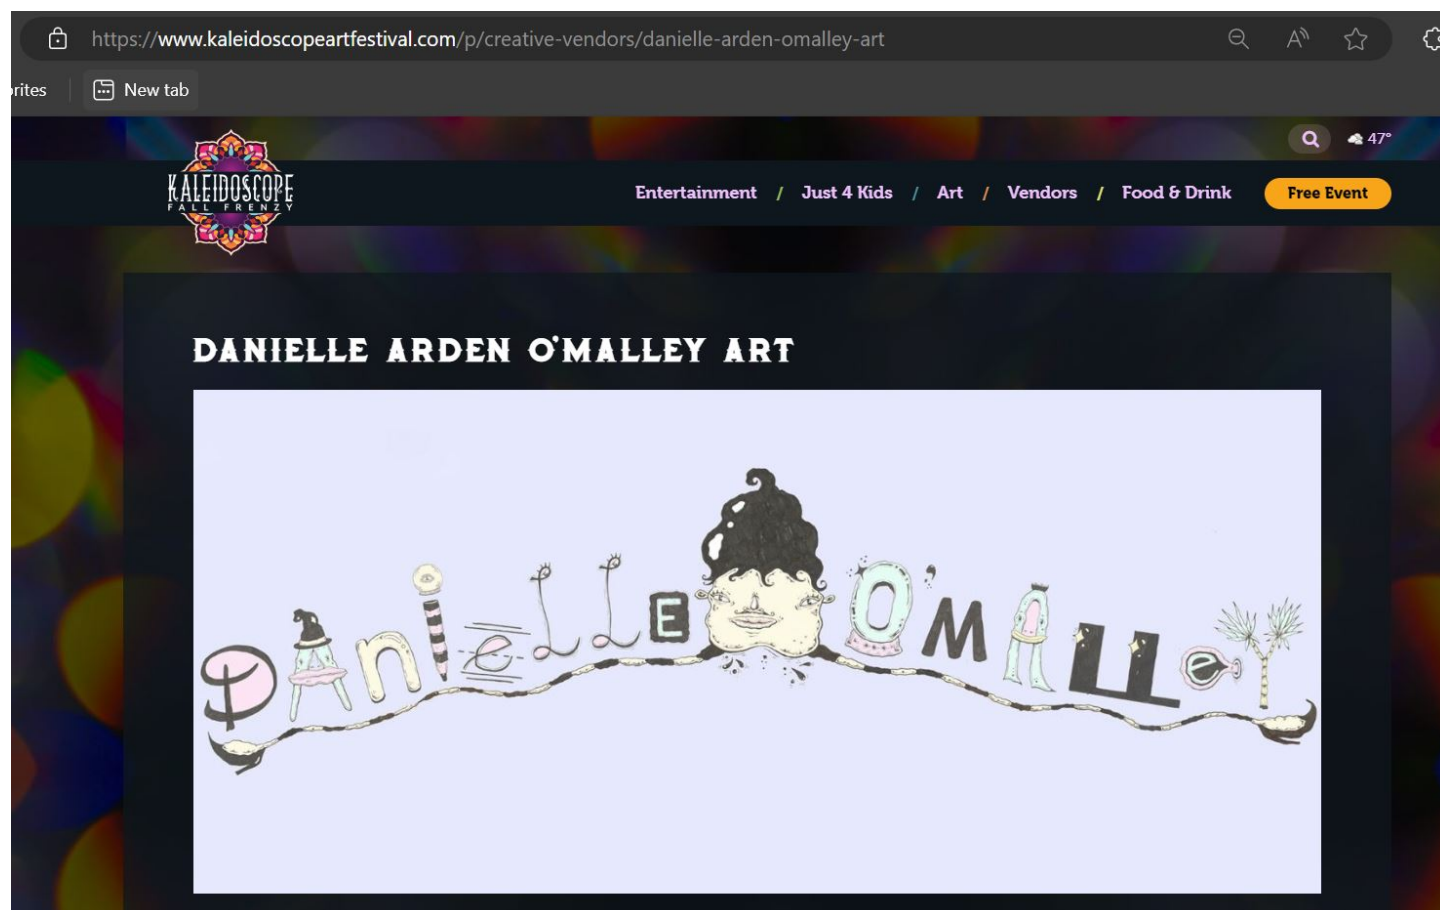 https://www.kaleidoscopeartfestival.com/p/creative-vendors/danielle-arden-omalley-art
New tab
47°
KALEIDOSCOPE
FALL FRENZY
Entertainment / Just 4 Kids / Art / Vendors / Food & Drink Free Event
DANIELLE ARDEN O'MALLEY ART
DANiELLE O'MALLeY